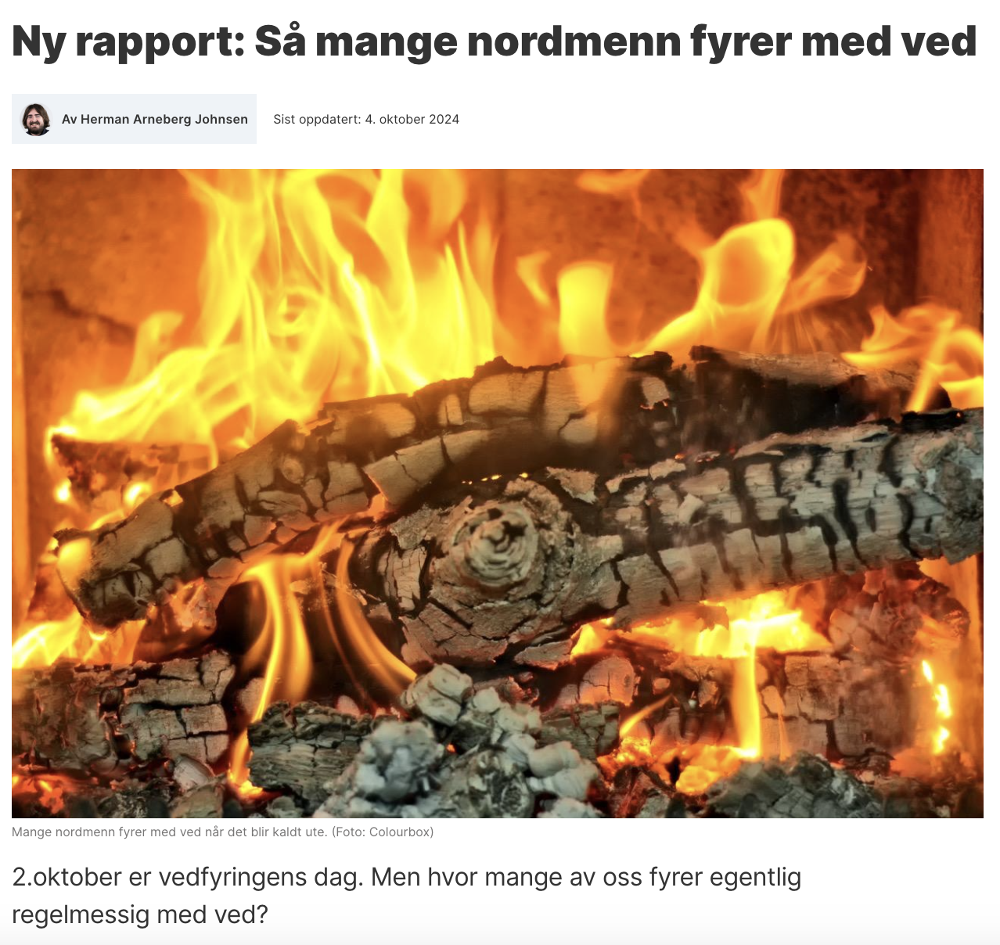 Ny rapport: Så mange nordmenn fyrer med ved
Av Herman Arneberg Johnsen
Sist oppdatert: 4. oktober 2024
Mange nordmenn fyrer med ved når det blir kaldt ute. (Foto: Colourbox)
2.oktober er vedfyringens dag. Men hvor mange av oss fyrer egentlig
regelmessig med ved?